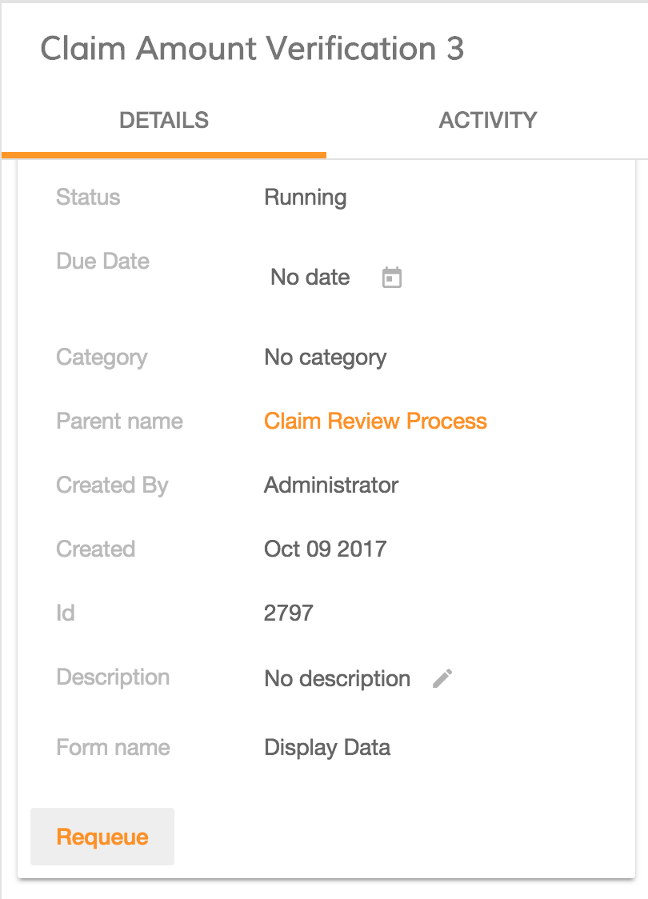 Claim Amount Verification 3
DETAILS ACTIVITY
Status Running
Due Date
No date
Category No category
Parent name Claim Review Process
Created By Administrator
Created Oct 09 2017
Id 2797
Description No description
Form name Display Data
Requeue